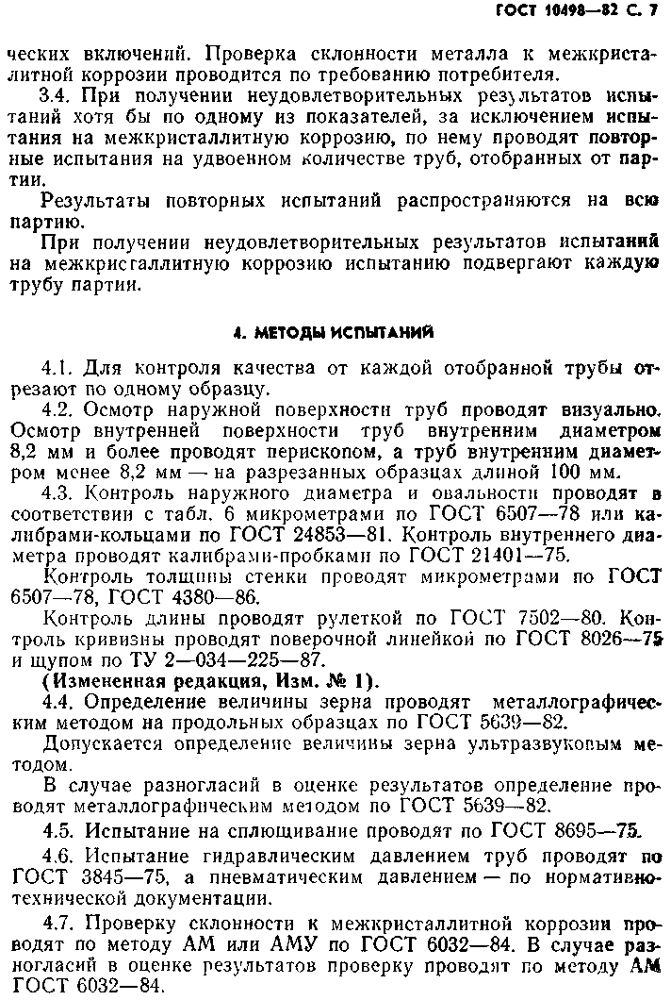 ГОСТ 10498—82 С. 7
ческих включений. Проверка склонности металла к межкриста-
литной коррозии проводится по требованию потребителя.
3.4. При получении неудовлетворительных результатов испы-
таний хотя бы по одному из показателей, за исключением испы-
тания на межкристаллитную коррозию, по нему проводят повтор-
ные испытания на удвоенном количестве труб, отобранных от пар-
тии.
Результаты повторных испытаний распространяются на всю
партию.
При получении неудовлетворительных результатов испытаний
на межкристаллитную коррозию испытанию подвергают каждую
трубу партии.
4. МЕТОДЫ ИСПЫТАНИЙ
4.1. Для контроля качества от каждой отобранной трубы от-
резают по одному образцу.
4.2. Осмотр наружной поверхности труб проводят визуально.
Осмотр внутренней поверхности труб внутренним диаметром
8,2 мм и более проводят перископом, а труб внутренним диамет-
ром менее 8,2 мм — на разрезанных образцах длиной 100 мм.
4.3. Контроль наружного диаметра и овальности проводят в
соответствии с табл. 6 микрометрами по ГОСТ 6507—78 или ка-
либрами-кольцами по ГОСТ 24853—81. Контроль внутреннего диа-
метра проводят калибрами-пробками по ГОСТ 21401—75.
Контроль толщины стенки проводят микрометрами по ГОСТ
6507—78, ГОСТ 4380—86.
Контроль длины проводят рулеткой по ГОСТ 7502—80. Кон-
троль кривизны проводят поверочной линейкой по ГОСТ 8026—75
и щупом по ТУ 2—034—225—87.
(Измененная редакция, Изм. № 1).
4.4. Определение величины зерна проводят металлографичес-
ким методом на продольных образцах по ГОСТ 5639—82.
Допускается определение величины зерна ультразвуковым ме-
тодом.
В случае разногласий в оценке результатов определение про-
водят металлографическим методом по ГОСТ 5639—82.
4.5. Испытание на сплющивание проводят по ГОСТ 8695—75.
4.6. Испытание гидравлическим давлением труб проводят по
ГОСТ 3845—75, а пневматическим давлением — по нормативно-
технической документации.
4.7. Проверку склонности к межкристаллитной коррозии про-
водят по методу АМ или АМУ по ГОСТ 6032—84. В случае раз-
ногласий в оценке результатов проверку проводят по методу АМ
ГОСТ 6032—84.